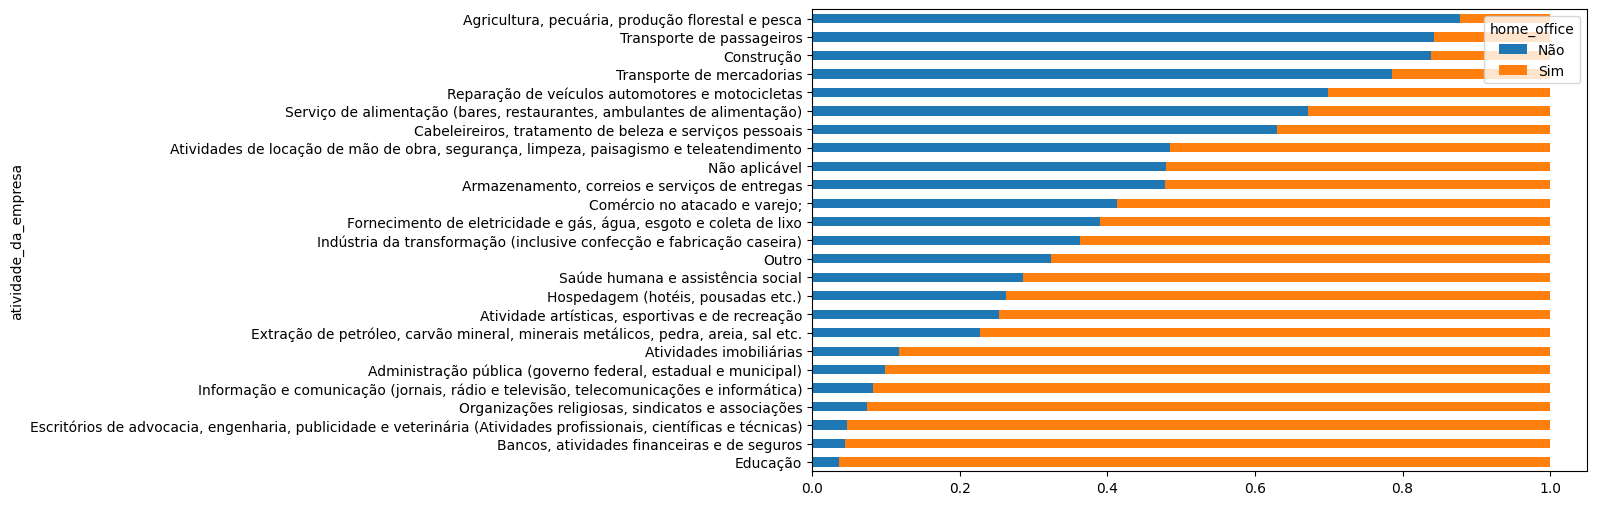 Agricultura, pecuária, produção florestal e pesca
Transporte de passageiros
Construção
Transporte de mercadorias
Reparação de veículos automotores e motocicletas
Serviço de alimentação (bares, restaurantes, ambulantes de alimentação)
Cabeleireiros, tratamento de beleza e serviços pessoais
Atividades de locação de mão de obra, segurança, limpeza, paisagismo e teleatendimento
Não aplicável
Armazenamento, correios e serviços de entregas
Comércio no atacado e varejo;
Fornecimento de eletricidade e gás, água, esgoto e coleta de lixo
Indústria da transformação (inclusive confecção e fabricação caseira)
Outro
Saúde humana e assistência social
Hospedagem (hotéis, pousadas etc.)
Atividade artísticas, esportivas e de recreação
Extração de petróleo, carvão mineral, minerais metálicos, pedra, areia, sal etc.
Atividades imobiliárias
Administração pública (governo federal, estadual e municipal)
Informação e comunicação (jornais, rádio e televisão, telecomunicações e informática)
Organizações religiosas, sindicatos e associações
Escritórios de advocacia, engenharia, publicidade e veterinária (Atividades profissionais, científicas e técnicas)
Bancos, atividades financeiras e de seguros
Educação
atividade_da_empresa
home_office
Não
Sim
0.0 0.2 0.4 0.6 0.8 1.0